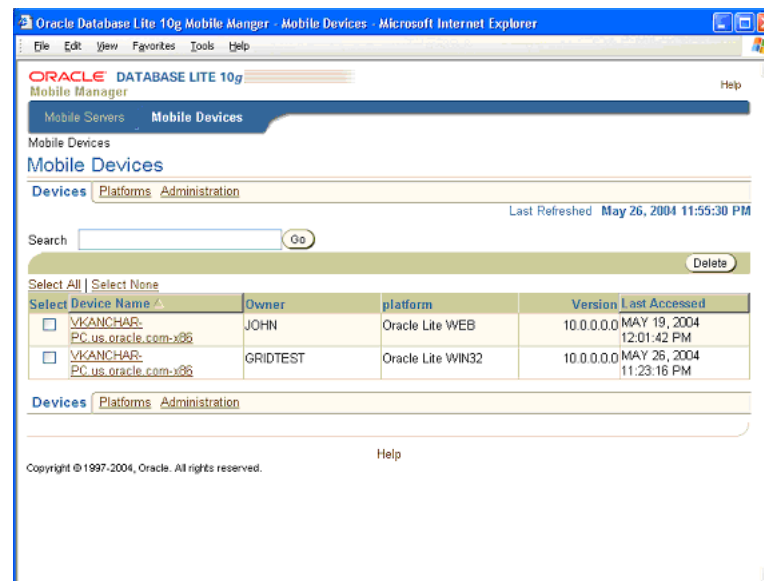 Oracle Database Lite 10g Mobile Manger - Mobile Devices - Microsoft Internet Explorer
File Edit View Favorites Tools Help
ORACLE DATABASE LITE 10g
Mobile Manager
Help
Mobile Servers Mobile Devices
Mobile Devices
Mobile Devices
Devices Platforms Administration
Last Refreshed May 26, 2004 11:55:30 PM
Search Go
Delete
Select All | Select None
Select Device Name Owner platform Version Last Accessed
VKANCHAR- JOHN Oracle Lite WEB 10.0.0.0.0 MAY 19, 2004
PC.us.oracle.com-x86 12:01:42 PM
VKANCHAR- GRIDTEST Oracle Lite WIN32 10.0.0.0.0 MAY 26, 2004
PC.us.oracle.com-x86 11:23:16 PM
Devices Platforms Administration
Help
Copyright © 1997-2004, Oracle. All rights reserved.